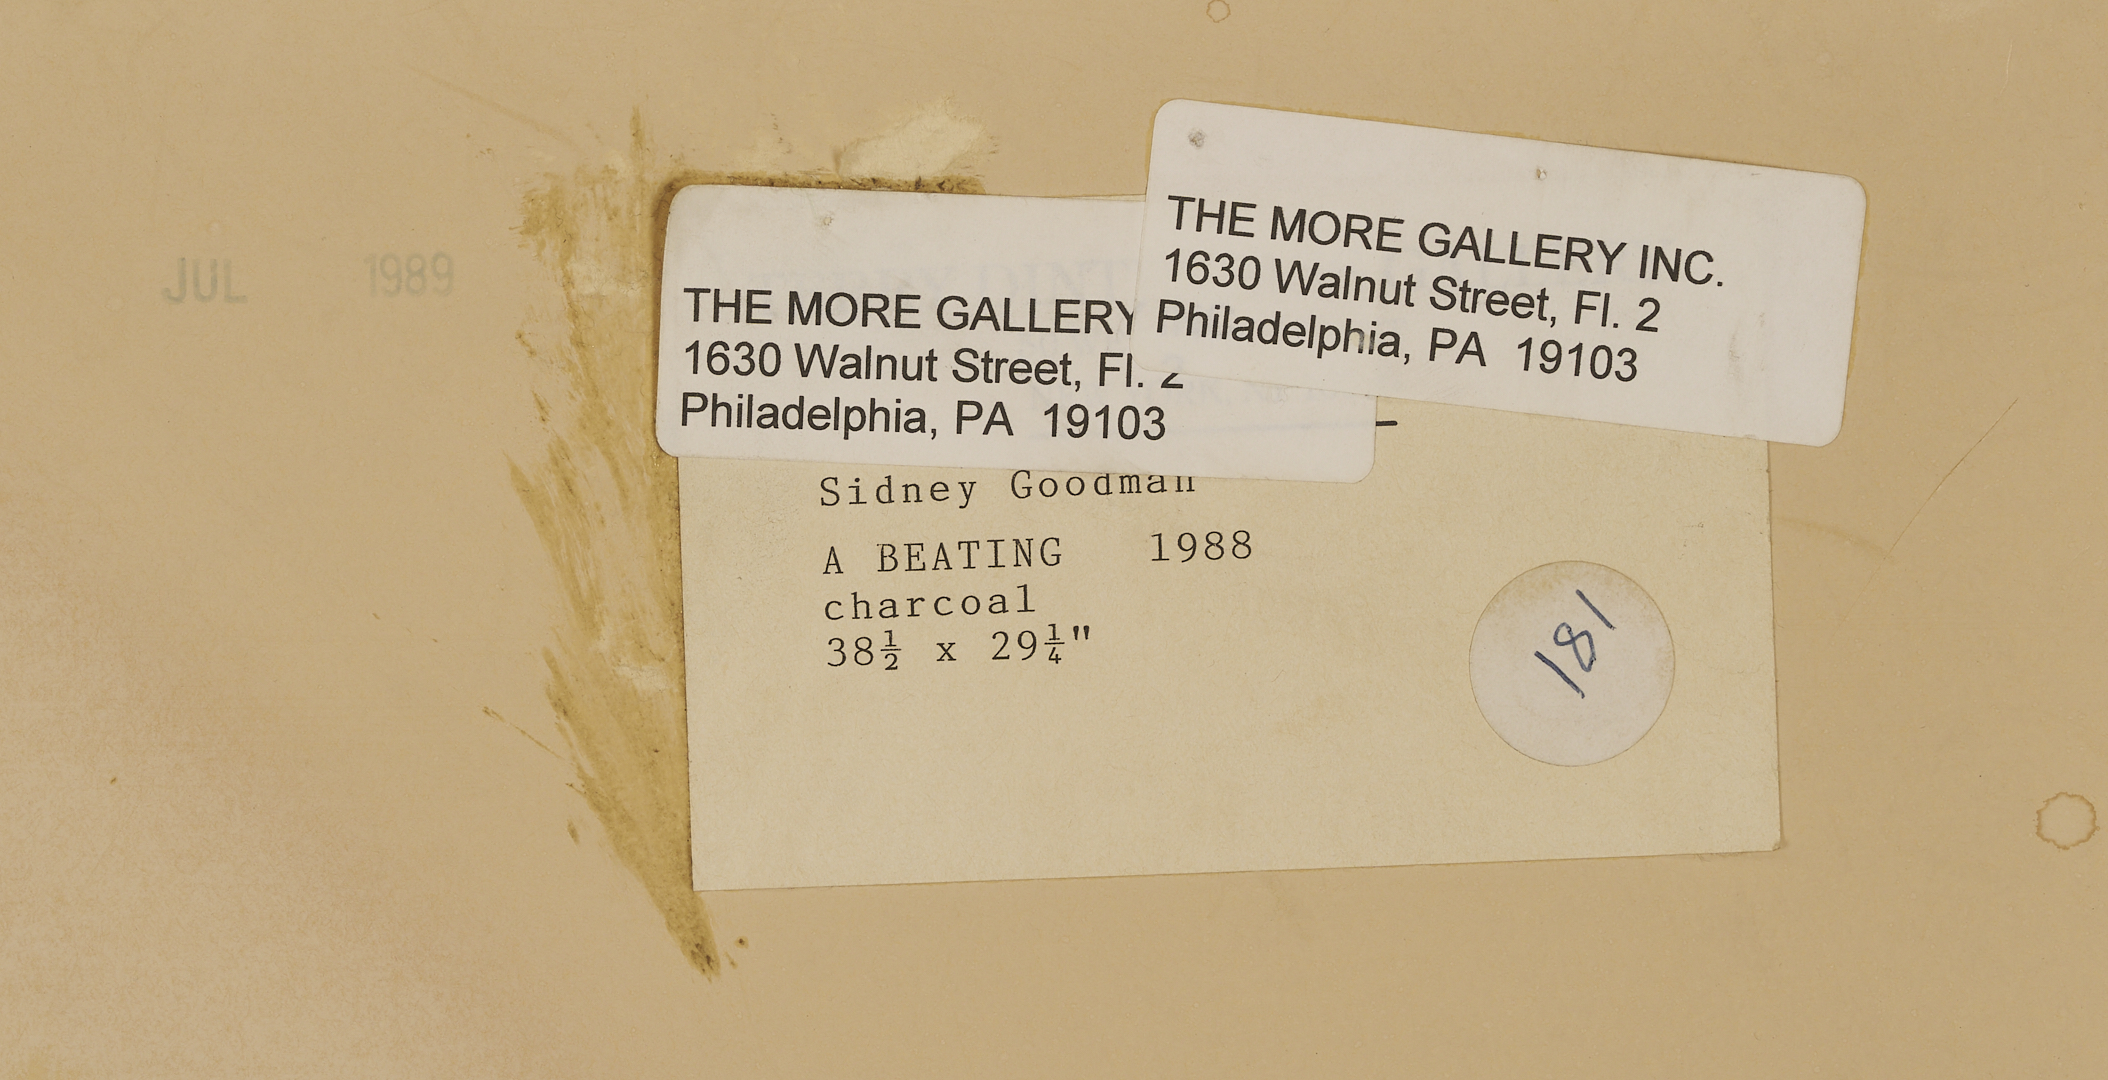 JUL 1989
THE MORE GALLERY
1630 Walnut Street, Fl. 2
Philadelphia, PA 19103
THE MORE GALLERY INC.
1630 Walnut Street, Fl. 2
Philadelphia, PA 19103
Sidney Goodman
A BEATING 1988
charcoal
38½ x 29¼"
181